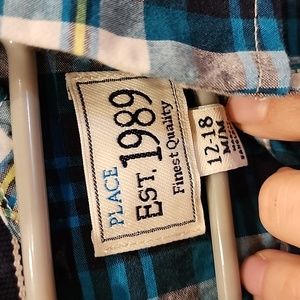 PLACE
EST. 1989
Finest Quality
12-18
M/M